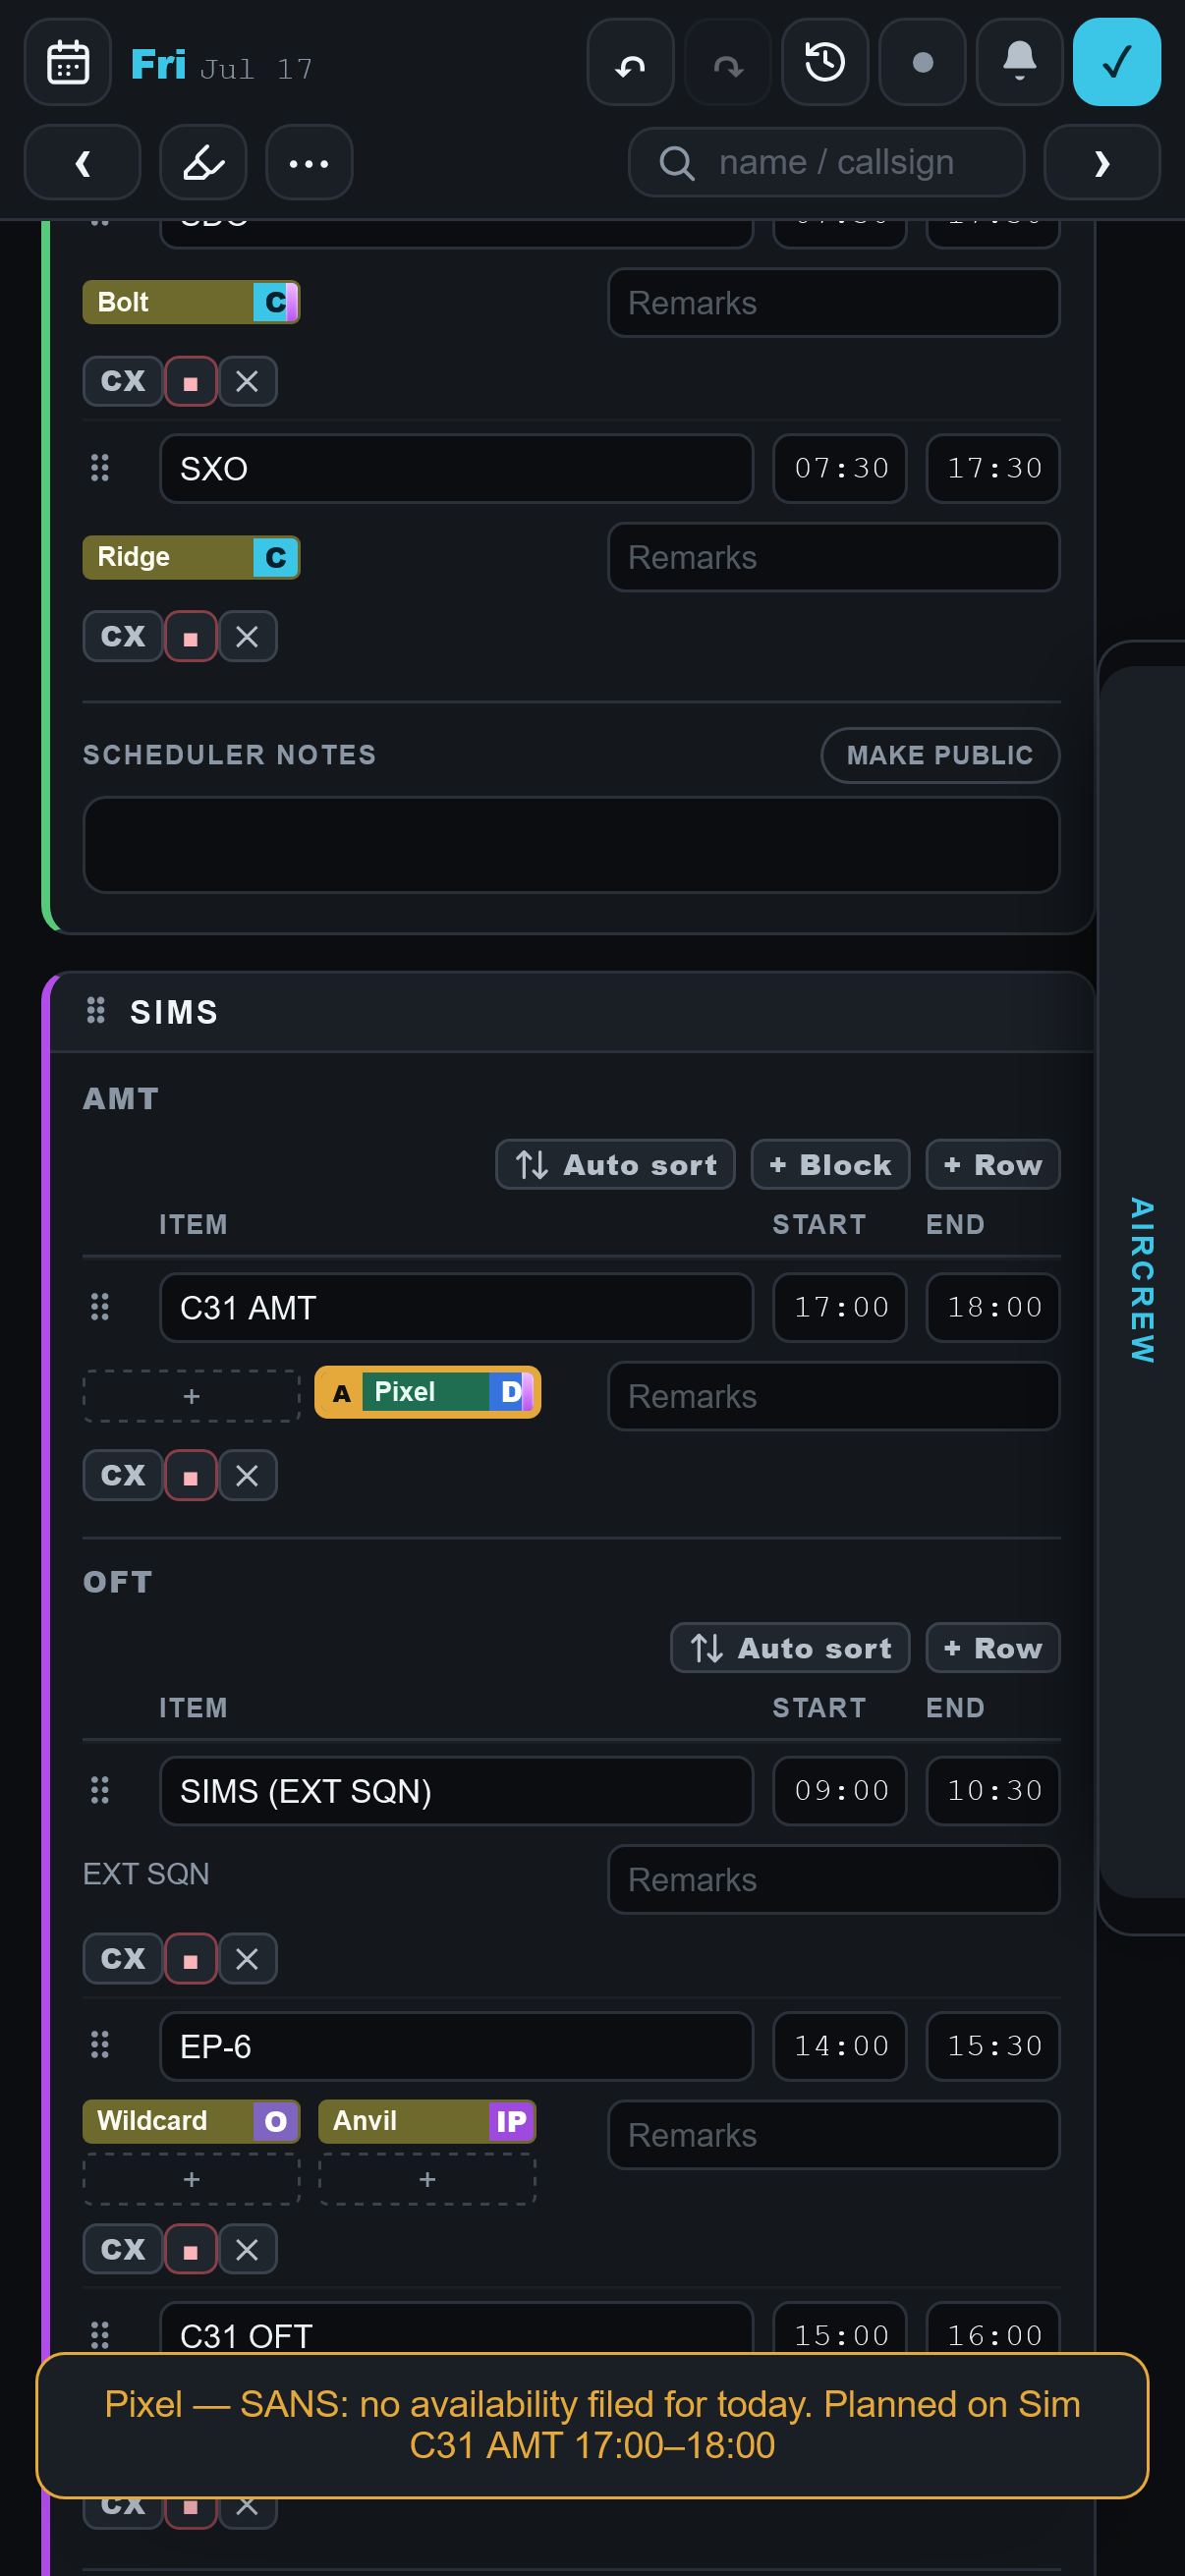 Fri Jul 17
name / callsign
Bolt C Remarks
CX
SXO 07:30 17:30
Ridge C Remarks
CX
SCHEDULER NOTES MAKE PUBLIC
SIMS
AMT
Auto sort + Block + Row
ITEM START END
C31 AMT 17:00 18:00
+ A Pixel D Remarks
CX
OFT
Auto sort + Row
ITEM START END
SIMS (EXT SQN) 09:00 10:30
EXT SQN Remarks
CX
EP-6 14:00 15:30
Wildcard O Anvil IP Remarks
+ +
CX
C31 OFT 15:00 16:00
Pixel — SANS: no availability filed for today. Planned on Sim
C31 AMT 17:00–18:00
CX
AIRCREW